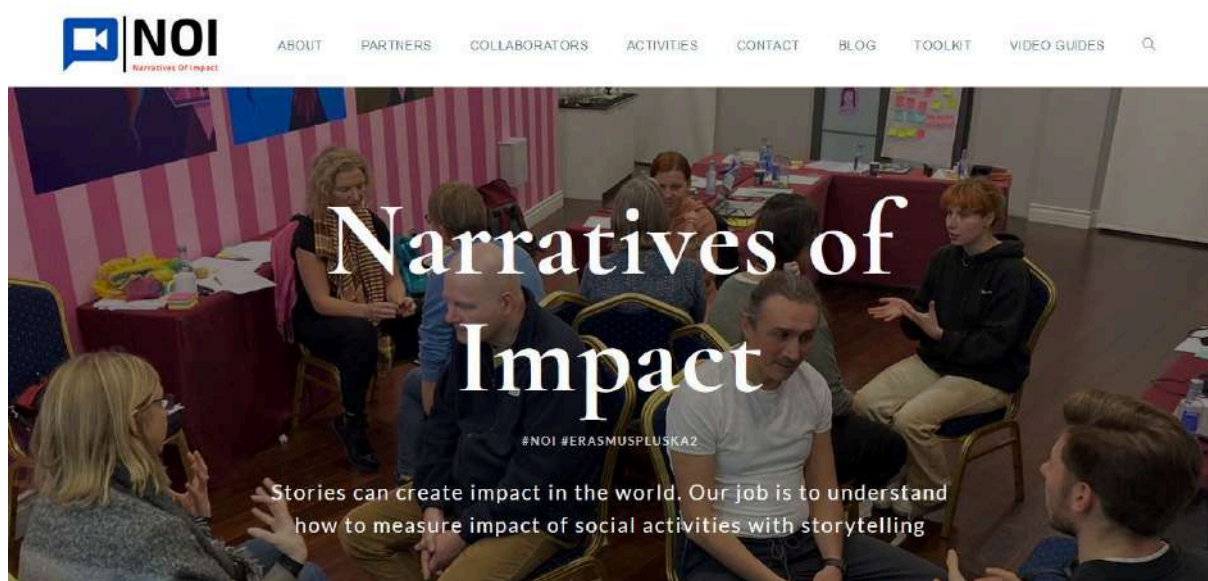 NOI
Narratives Of Impact
ABOUT PARTNERS COLLABORATORS ACTIVITIES CONTACT BLOG TOOLKIT VIDEO GUIDES
Narratives of
Impact
#NOI #ERASMUSPLUSKA2
Stories can create impact in the world. Our job is to understand
how to measure impact of social activities with storytelling